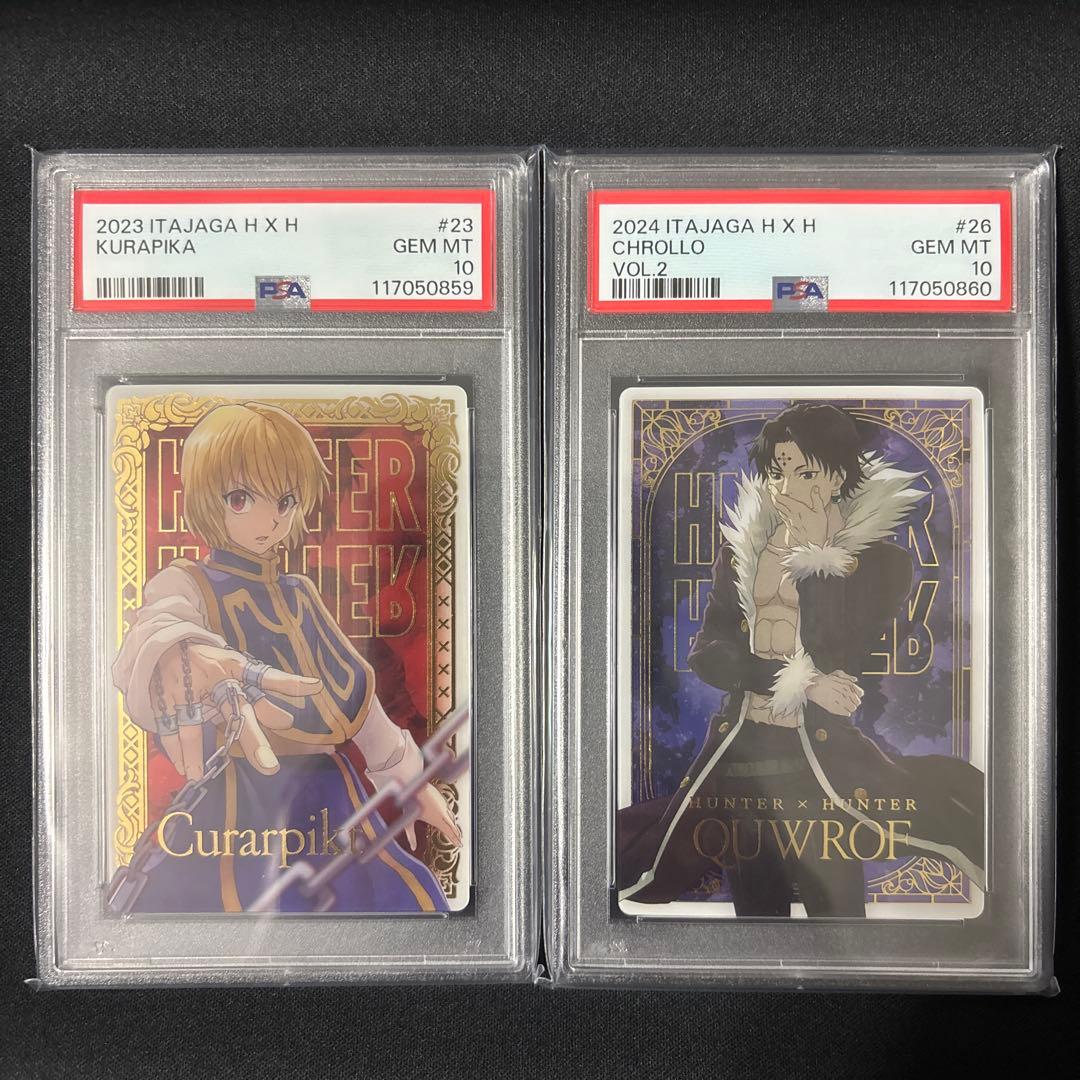 2023 ITAJAGA H X H #23
KURAPIKA GEM MT
10
PSA 117050859
2024 ITAJAGA H X H #26
CHROLLO GEM MT
VOL.2 10
PSA 117050860
HUNTER × HUNTER
QUWROF